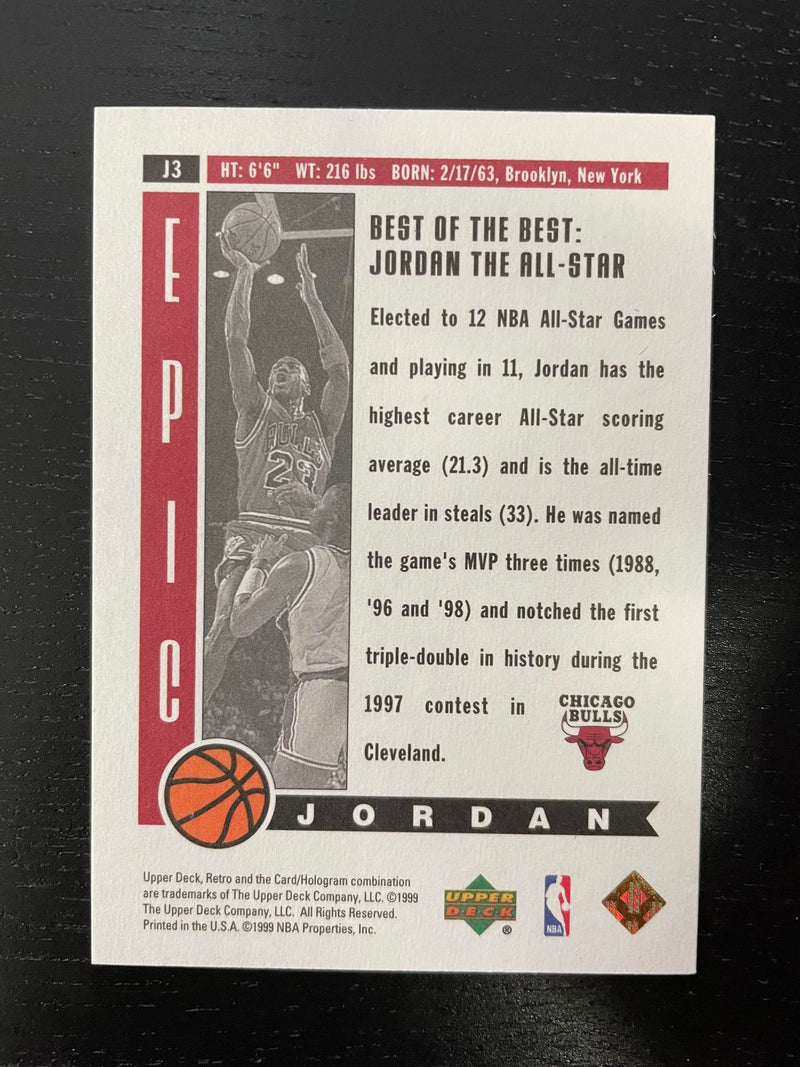 J3
HT: 6'6" WT: 216 lbs BORN: 2/17/63, Brooklyn, New York
EPIC
BULLS
23
BEST OF THE BEST:
JORDAN THE ALL-STAR
Elected to 12 NBA All-Star Games
and playing in 11, Jordan has the
highest career All-Star scoring
average (21.3) and is the all-time
leader in steals (33). He was named
the game's MVP three times (1988,
'96 and '98) and notched the first
triple-double in history during the
1997 contest in
Cleveland.
CHICAGO
BULLS
JORDAN
Upper Deck, Retro and the Card/Hologram combination
are trademarks of The Upper Deck Company, LLC. ©1999
The Upper Deck Company, LLC. All Rights Reserved.
Printed in the U.S.A. ©1999 NBA Properties, Inc.
UPPER
DECK
®
NBA